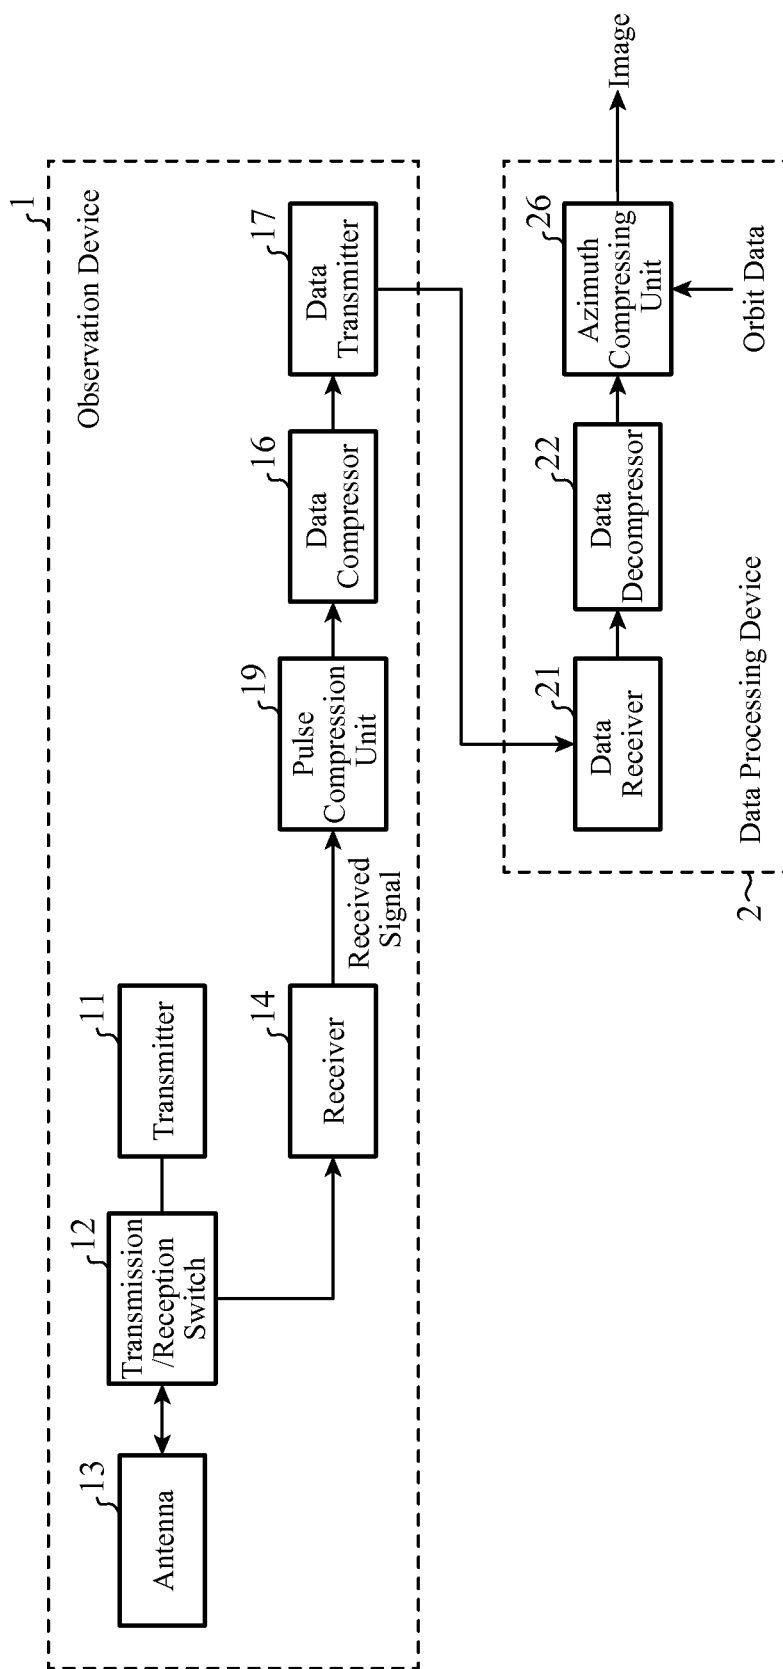 1
Observation Device
13
Antenna
12
Transmission
/Reception
Switch
11
Transmitter
14
Receiver
Received
Signal
19
Pulse
Compression
Unit
16
Data
Compressor
17
Data
Transmitter
2
Data Processing Device
21
Data
Receiver
22
Data
Decompressor
26
Azimuth
Compressing
Unit
Orbit Data
Image